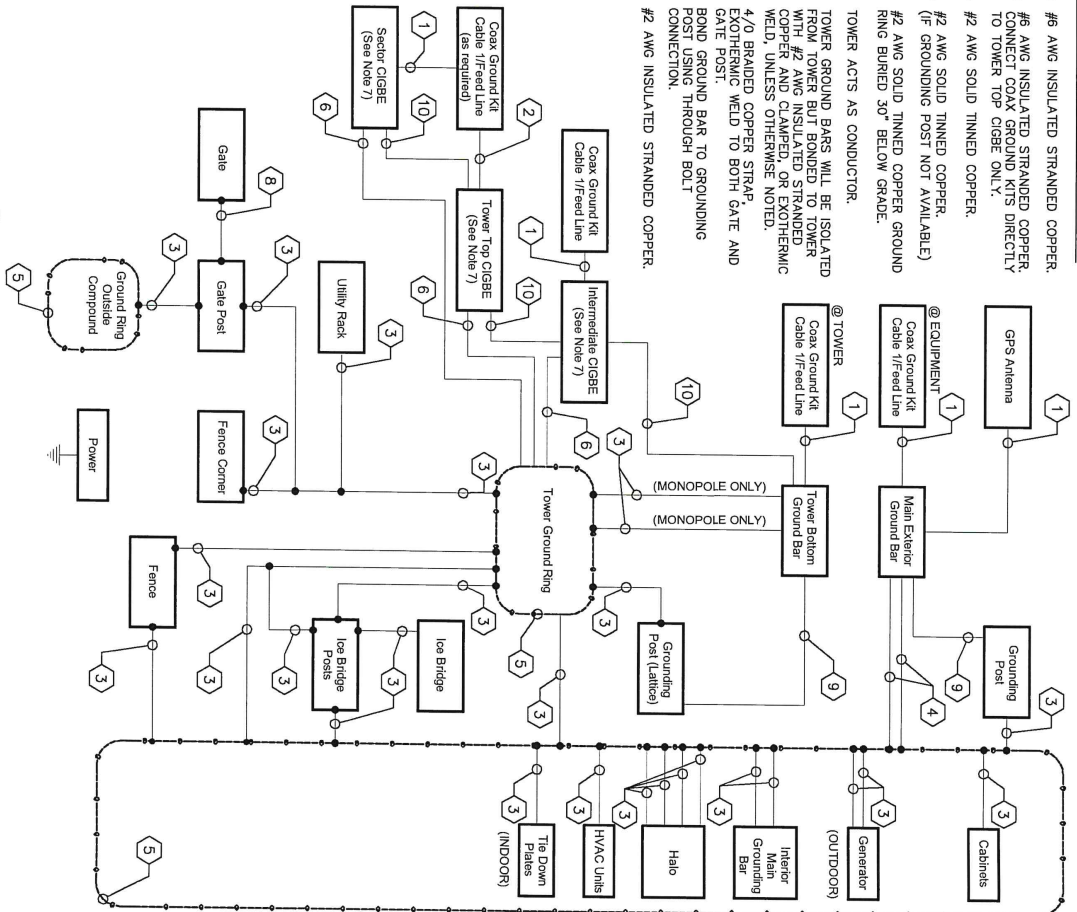 #6 AWG INSULATED STRANDED COPPER.
#6 AWG INSULATED STRANDED COPPER,
CONNECT COAX GROUND KITS DIRECTLY
TO TOWER TOP CIGBE ONLY.
#2 AWG SOLID TINNED COPPER.
#2 AWG SOLID TINNED COPPER.
(IF GROUNDING POST NOT AVAILABLE)
#2 AWG SOLID TINNED COPPER GROUND
RING BURIED 30" BELOW GRADE.
TOWER ACTS AS CONDUCTOR.
TOWER GROUND BARS WILL BE ISOLATED
FROM TOWER BUT BONDED TO TOWER
WITH #2 AWG INSULATED STRANDED
COPPER AND CLAMPED, OR EXOTHERMIC
WELD, UNLESS OTHERWISE NOTED.
4/0 BRAIDED COPPER STRAP,
EXOTHERMIC WELD TO BOTH GATE AND
GATE POST.
BOND GROUND BAR TO GROUNDING
POST USING THROUGH BOLT
CONNECTION.
#2 AWG INSULATED STRANDED COPPER.
Coax Ground Kit
Cable 1/Feed Line
(as required)
1
2
Sector CIGBE
(See Note 7)
6
10
Coax Ground Kit
Cable 1/Feed Line
1
Tower Top CIGBE
(See Note 7)
6
10
Intermediate CIGBE
(See Note 7)
6
10
GPS Antenna
1
@ EQUIPMENT
Coax Ground Kit
Cable 1/Feed Line
1
@ TOWER
Coax Ground Kit
Cable 1/Feed Line
1
Main Exterior
Ground Bar
Tower Bottom
Ground Bar
9
4
9
Grounding
Post
3
3
(MONOPOLE ONLY)
(MONOPOLE ONLY)
Grounding
Post (Lattice)
3
Tower Ground Ring
5
3
3
3
Gate
8
Gate Post
3
3
Ground Ring
Outside
Compound
5
Utility Rack
3
Fence Corner
3
Power
Fence
3
3
3
Ice Bridge
Posts
3
3
3
Ice Bridge
Cabinets
3
Generator
(OUTDOOR)
3
Interior
Main
Grounding
Bar
3
Halo
3
HVAC Units
3
Tie Down
Plates
(INDOOR)
3
5